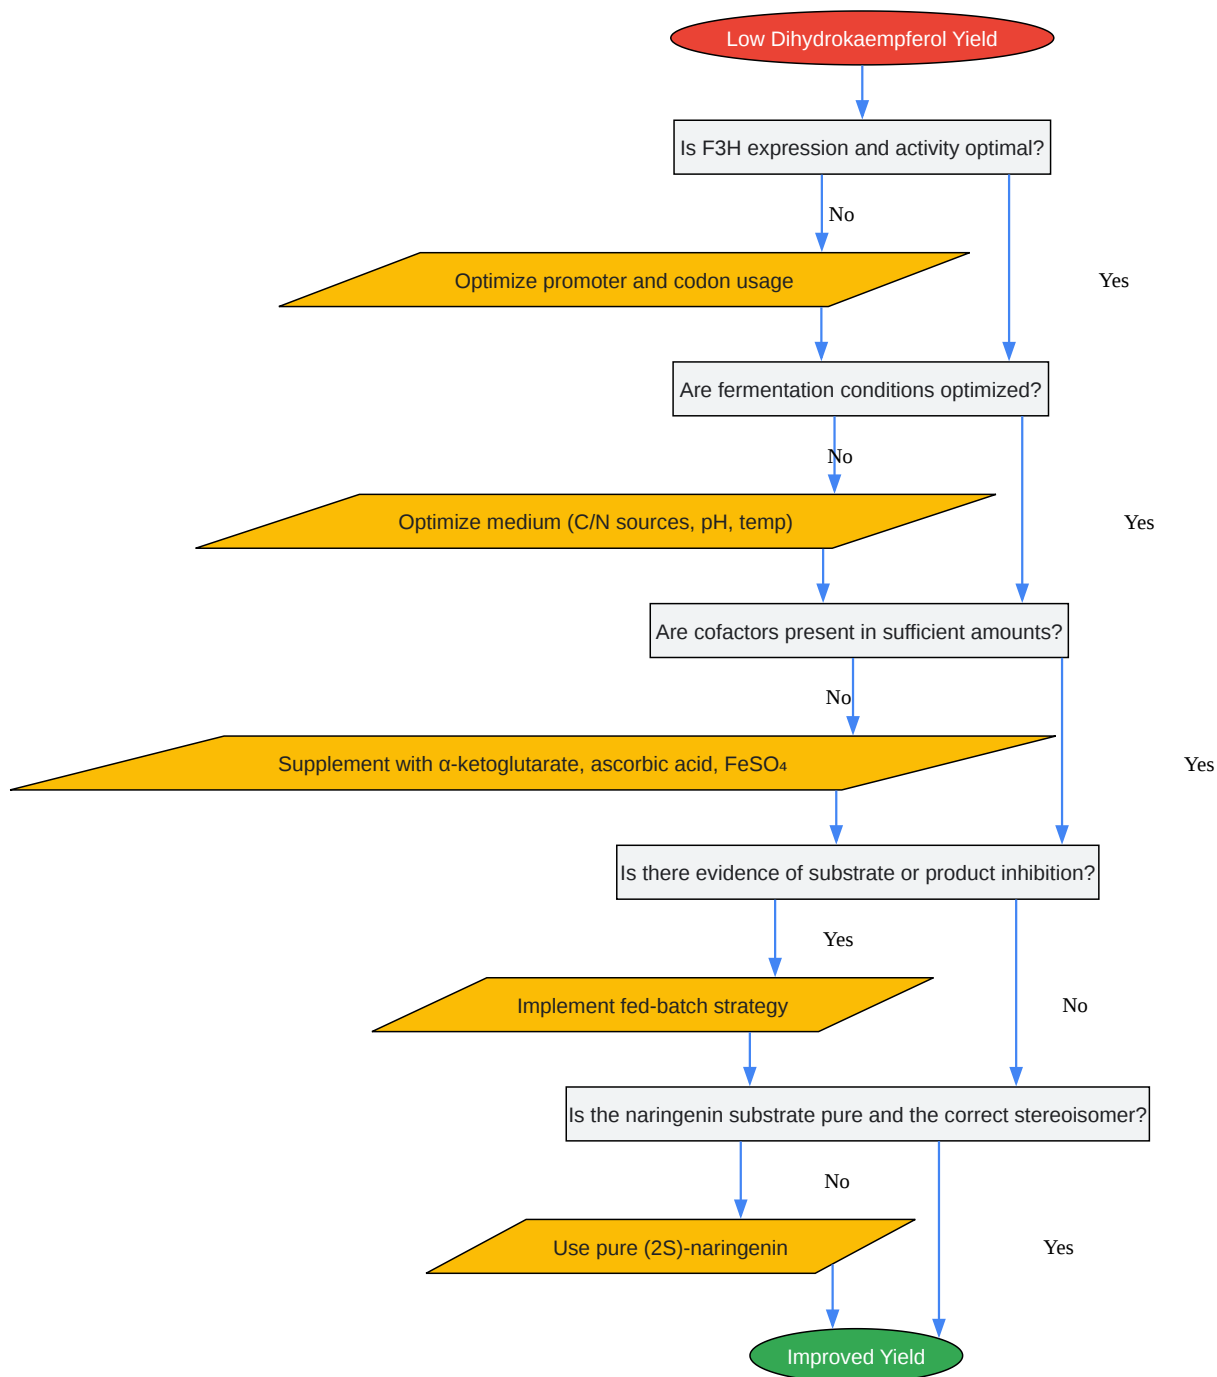 Low Dihydrokaempferol Yield
Is F3H expression and activity optimal?
No
Optimize promoter and codon usage
Yes
Are fermentation conditions optimized?
No
Optimize medium (C/N sources, pH, temp)
Yes
Are cofactors present in sufficient amounts?
No
Supplement with α-ketoglutarate, ascorbic acid, FeSO₄
Yes
Is there evidence of substrate or product inhibition?
Yes
Implement fed-batch strategy
No
Is the naringenin substrate pure and the correct stereoisomer?
No
Use pure (2S)-naringenin
Yes
Improved Yield